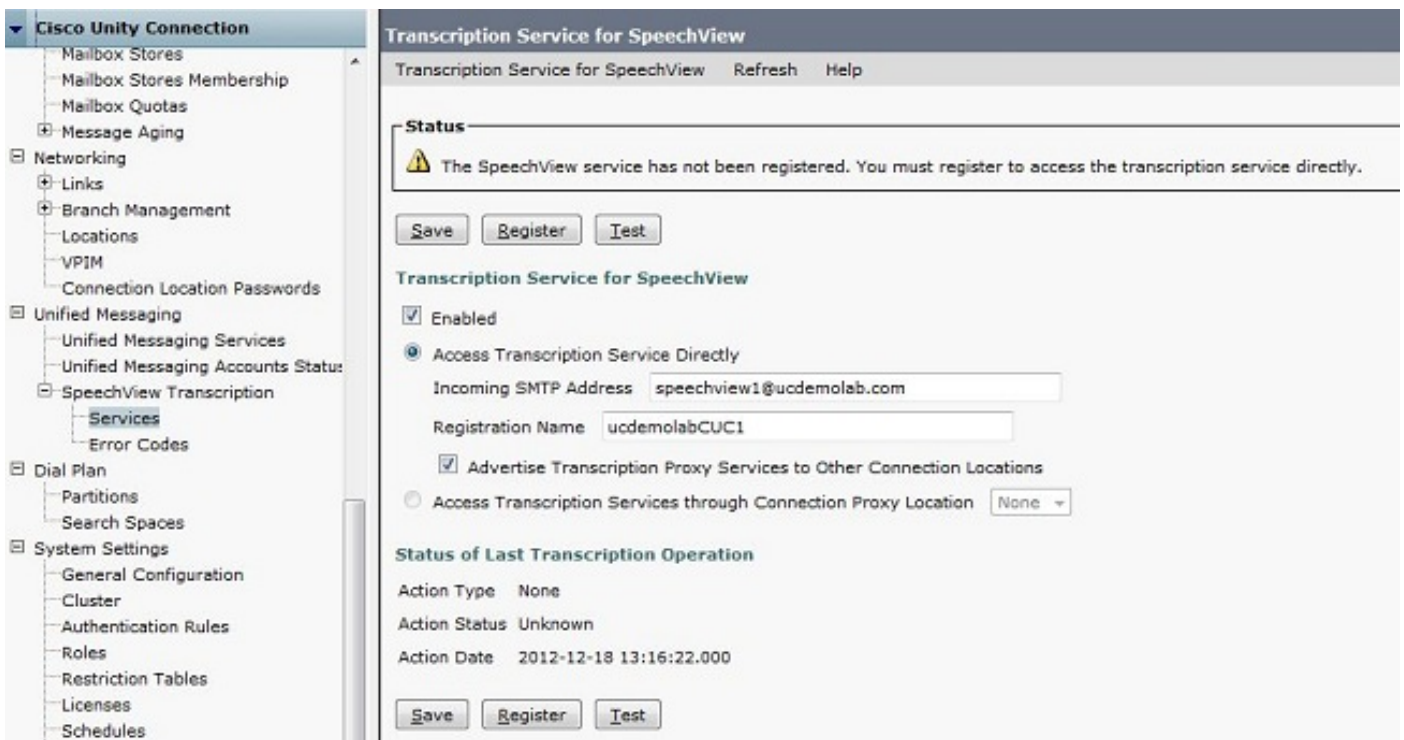 Cisco Unity Connection
Mailbox Stores
Mailbox Stores Membership
Mailbox Quotas
Message Aging
Networking
Links
Branch Management
Locations
VPIM
Connection Location Passwords
Unified Messaging
Unified Messaging Services
Unified Messaging Accounts Status
SpeechView Transcription
Services
Error Codes
Dial Plan
Partitions
Search Spaces
System Settings
General Configuration
Cluster
Authentication Rules
Roles
Restriction Tables
Licenses
Schedules
Transcription Service for SpeechView
Transcription Service for SpeechView Refresh Help
Status
The SpeechView service has not been registered. You must register to access the transcription service directly.
Save Register Test
Transcription Service for SpeechView
Enabled
Access Transcription Service Directly
Incoming SMTP Address speechview1@ucdemolab.com
Registration Name ucdemolabCUC1
Advertise Transcription Proxy Services to Other Connection Locations
Access Transcription Services through Connection Proxy Location None
Status of Last Transcription Operation
Action Type None
Action Status Unknown
Action Date 2012-12-18 13:16:22.000
Save Register Test